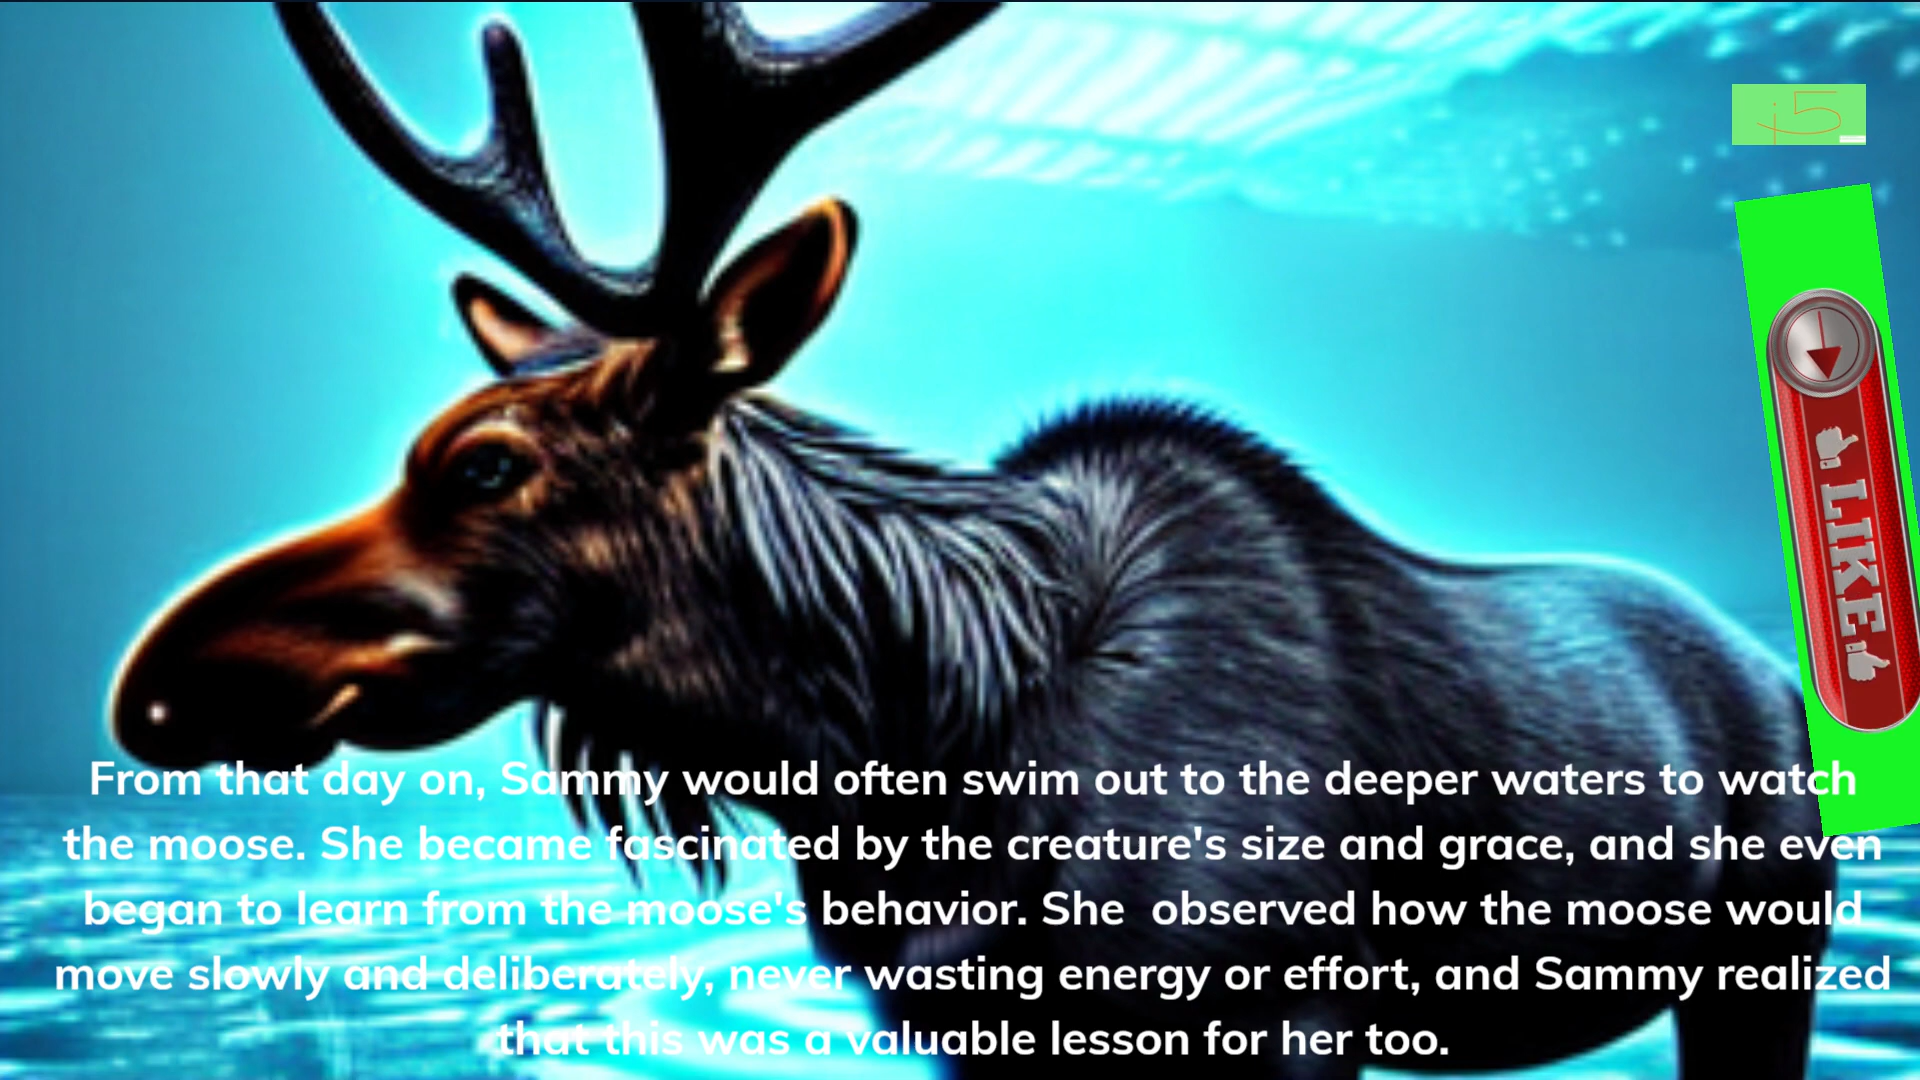 i5
LIKE
From that day on, Sammy would often swim out to the deeper waters to watch
the moose. She became fascinated by the creature's size and grace, and she even
began to learn from the moose's behavior. She  observed how the moose would
move slowly and deliberately, never wasting energy or effort, and Sammy realized
that this was a valuable lesson for her too.